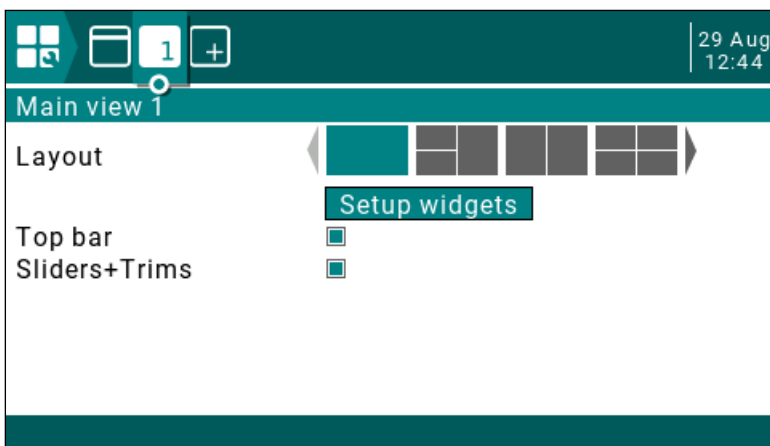 1
+
29 Aug
12:44
Main view 1
Layout
Setup widgets
Top bar
Sliders+Trims